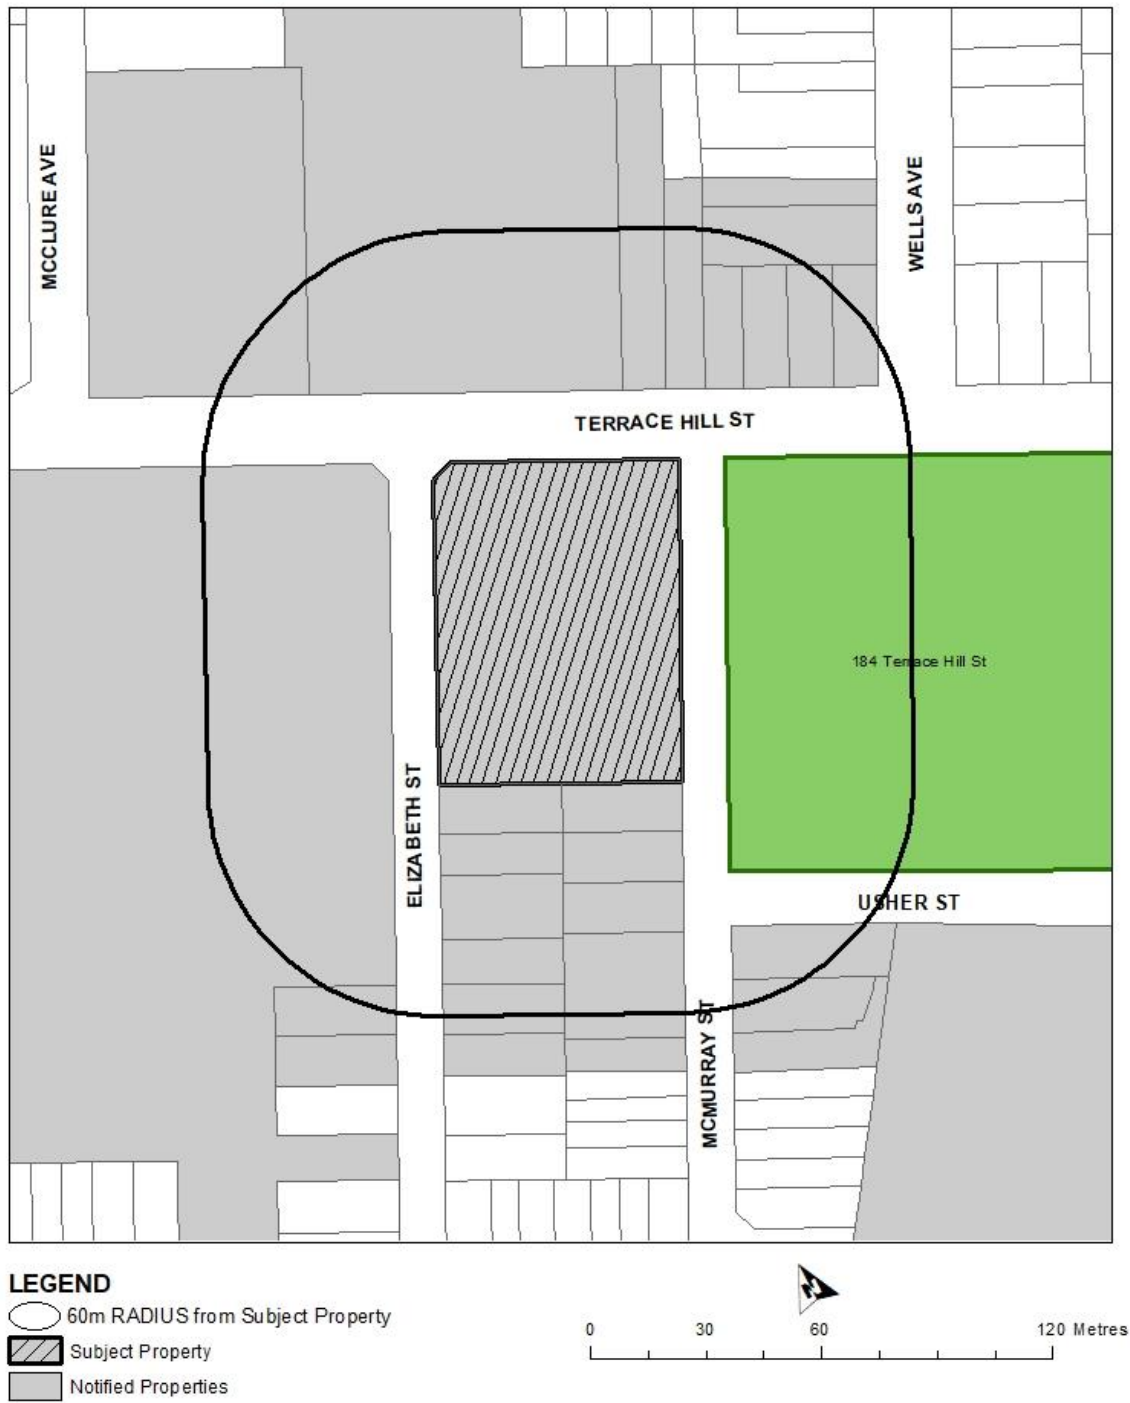 MCCLURE AVE
WELLS AVE
TERRACE HILL ST
184 Terrace Hill St
ELIZABETH ST
USHER ST
MCMURRAY ST
LEGEND
60m RADIUS from Subject Property
Subject Property
Notified Properties
N
0 30 60 120 Metres